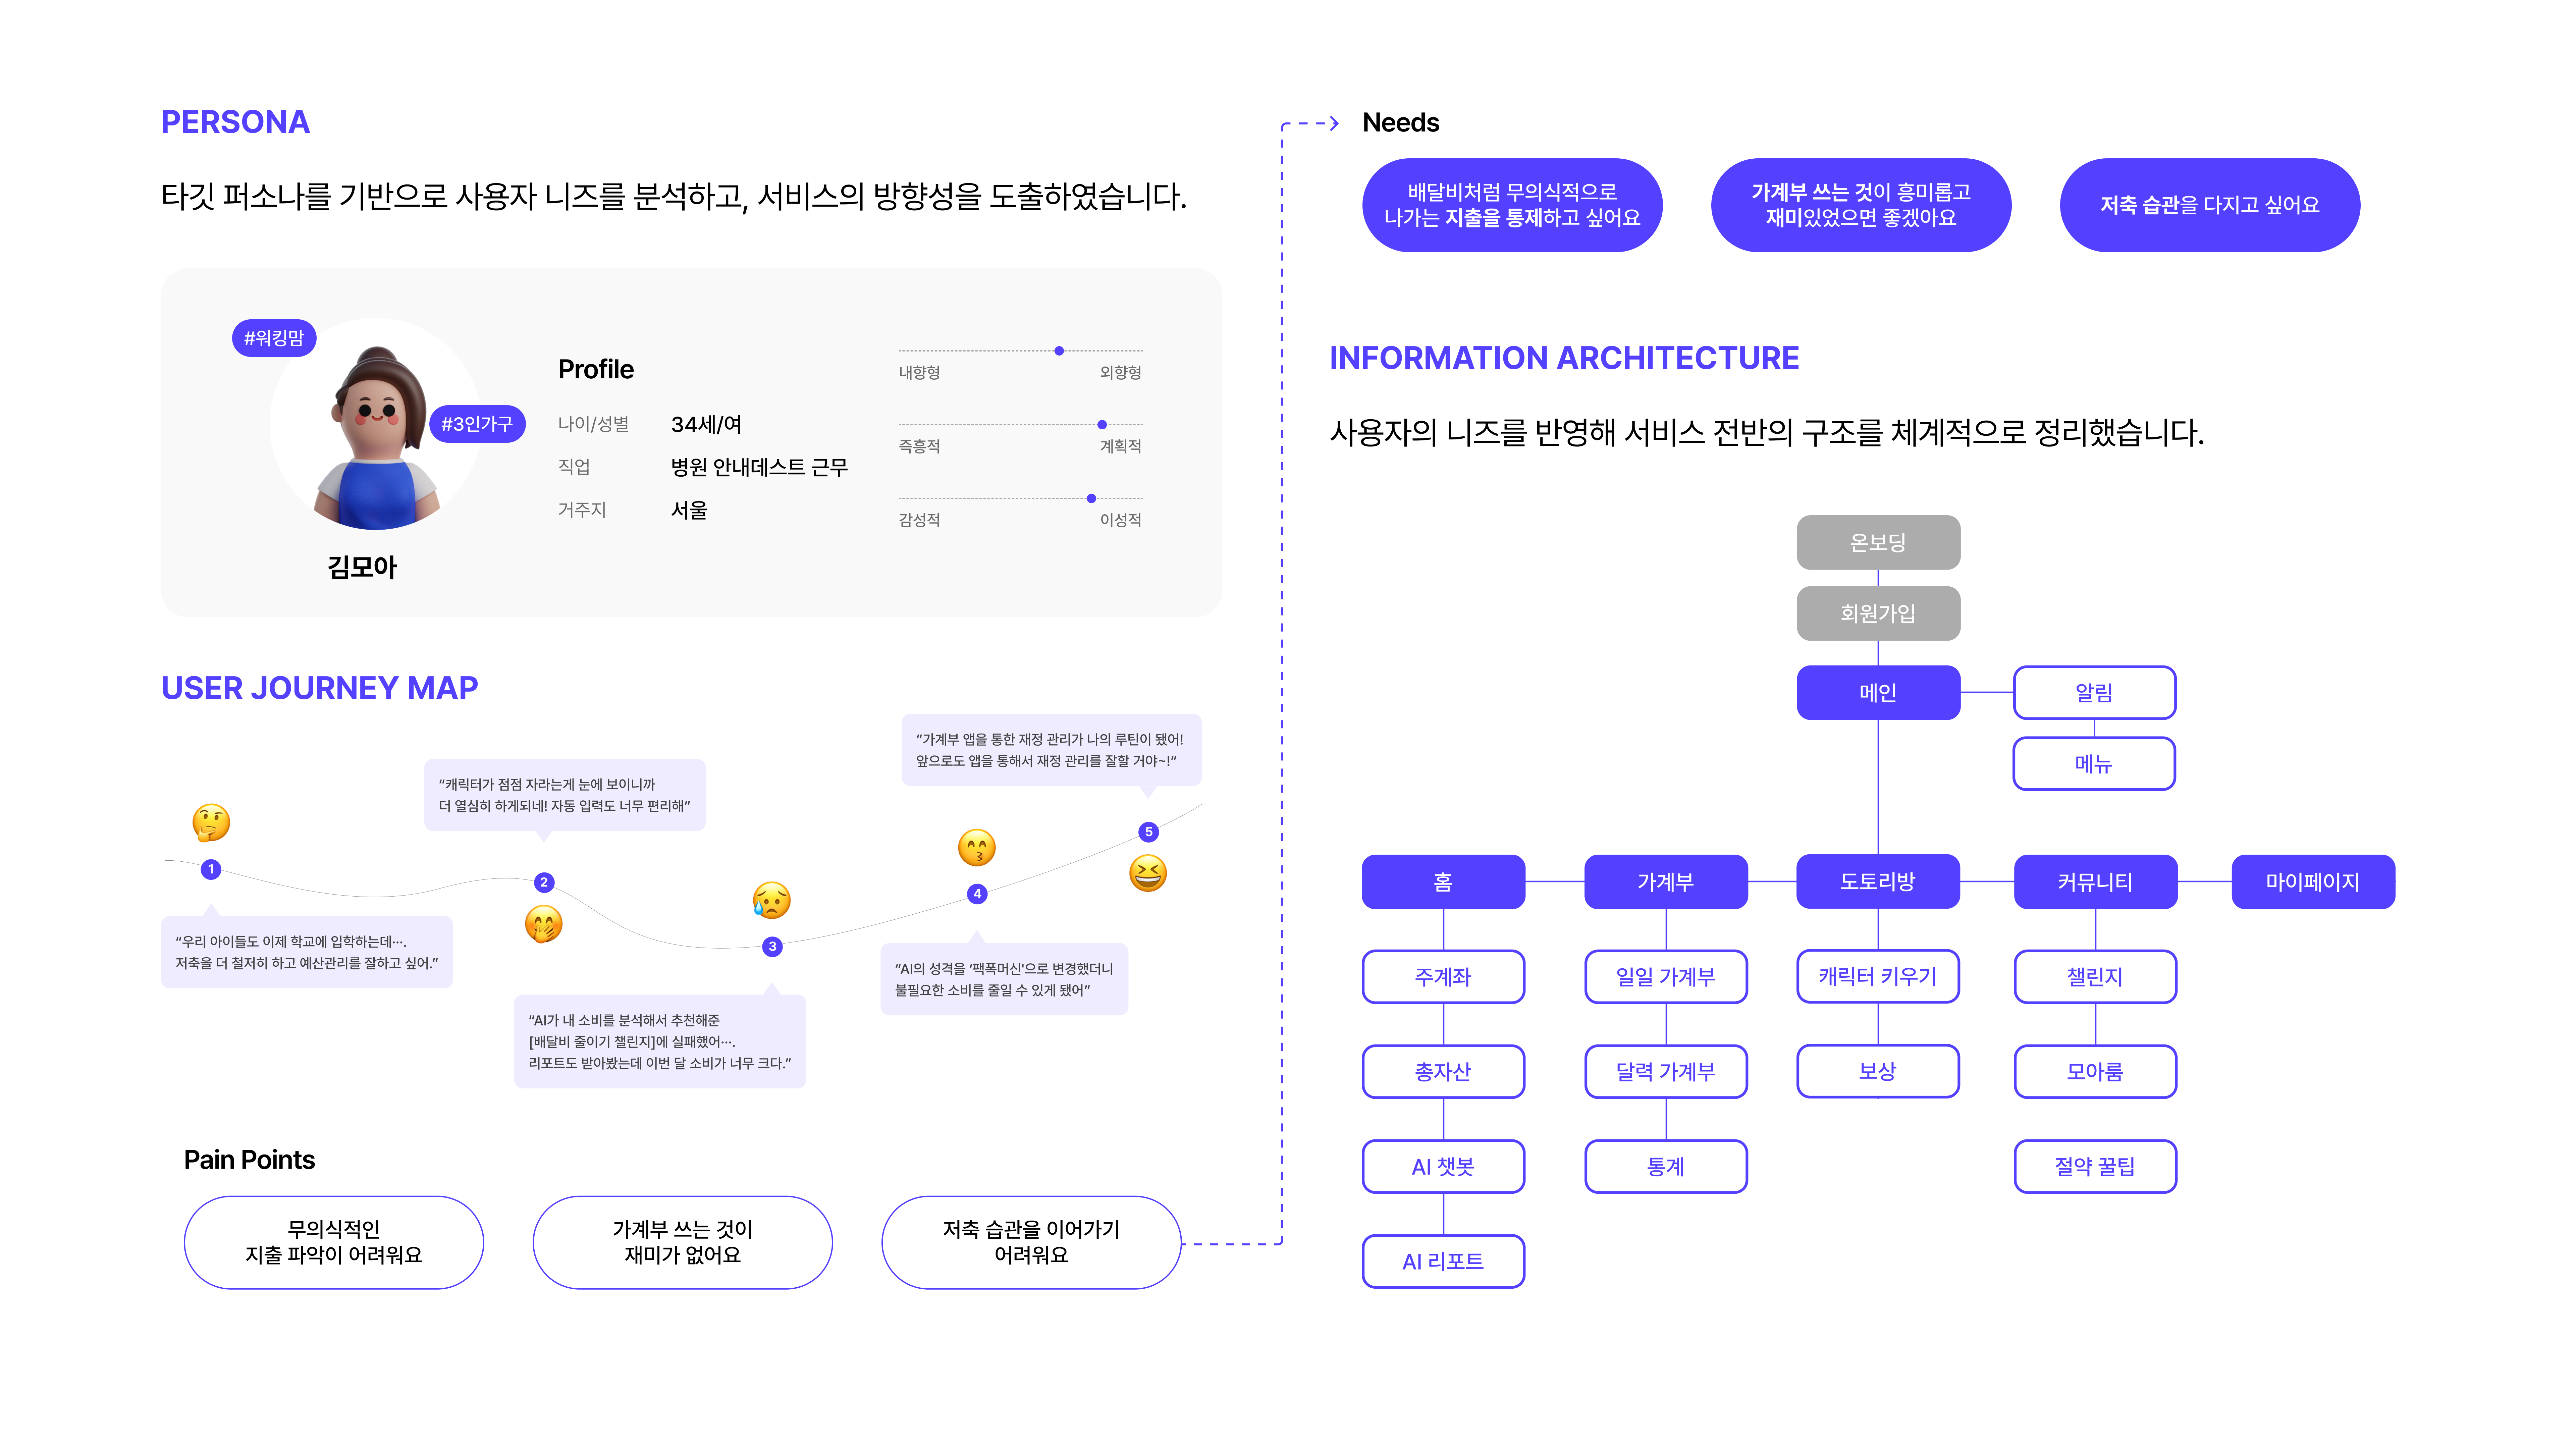 PERSONA
타깃 퍼소나를 기반으로 사용자 니즈를 분석하고, 서비스의 방향성을 도출하였습니다.
#워킹맘
#3인가구
김모아
Profile
나이/성별 34세/여
직업 병원 안내데스트 근무
거주지 서울
내향형 외향형
즉흥적 계획적
감성적 이성적
USER JOURNEY MAP
1
“우리 아이들도 이제 학교에 입학하는데···.
저축을 더 철저히 하고 예산관리를 잘하고 싶어.”
“캐릭터가 점점 자라는게 눈에 보이니까
더 열심히 하게되네! 자동 입력도 너무 편리해”
2
3
“AI가 내 소비를 분석해서 추천해준
[배달비 줄이기 챌린지]에 실패했어···.
리포트도 받아봤는데 이번 달 소비가 너무 크다.”
4
“AI의 성격을 ‘팩폭머신'으로 변경했더니
불필요한 소비를 줄일 수 있게 됐어”
“가계부 앱을 통한 재정 관리가 나의 루틴이 됐어!
앞으로도 앱을 통해서 재정 관리를 잘할 거야~!”
5
Pain Points
무의식적인
지출 파악이 어려워요
가계부 쓰는 것이
재미가 없어요
저축 습관을 이어가기
어려워요
Needs
배달비처럼 무의식적으로
나가는 지출을 통제하고 싶어요
가계부 쓰는 것이 흥미롭고
재미있었으면 좋겠아요
저축 습관을 다지고 싶어요
INFORMATION ARCHITECTURE
사용자의 니즈를 반영해 서비스 전반의 구조를 체계적으로 정리했습니다.
온보딩
회원가입
메인
알림
메뉴
홈
주계좌
총자산
AI 챗봇
AI 리포트
가계부
일일 가계부
달력 가계부
통계
도토리방
캐릭터 키우기
보상
커뮤니티
챌린지
모아룸
절약 꿀팁
마이페이지